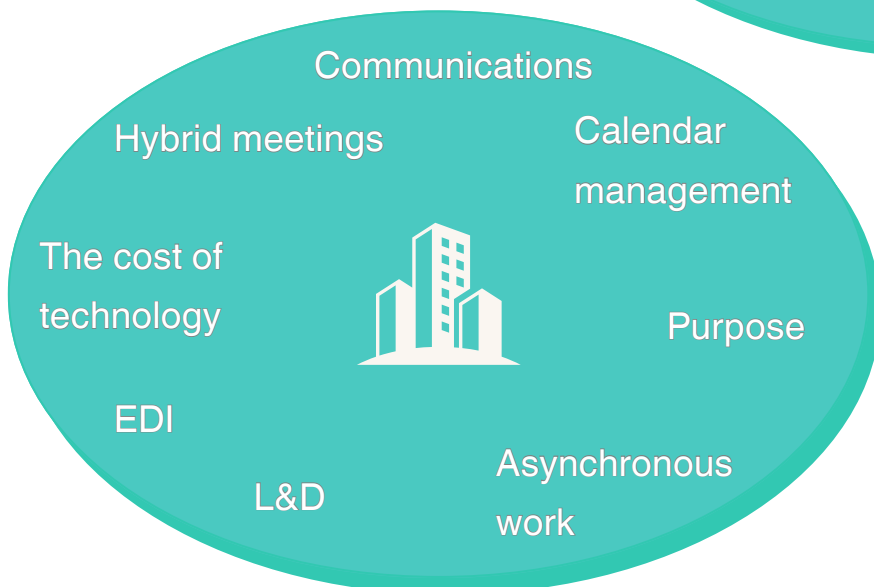 Communications
Hybrid meetings
Calendar
management
The cost of
technology
Purpose
EDI
Asynchronous
work
L&D